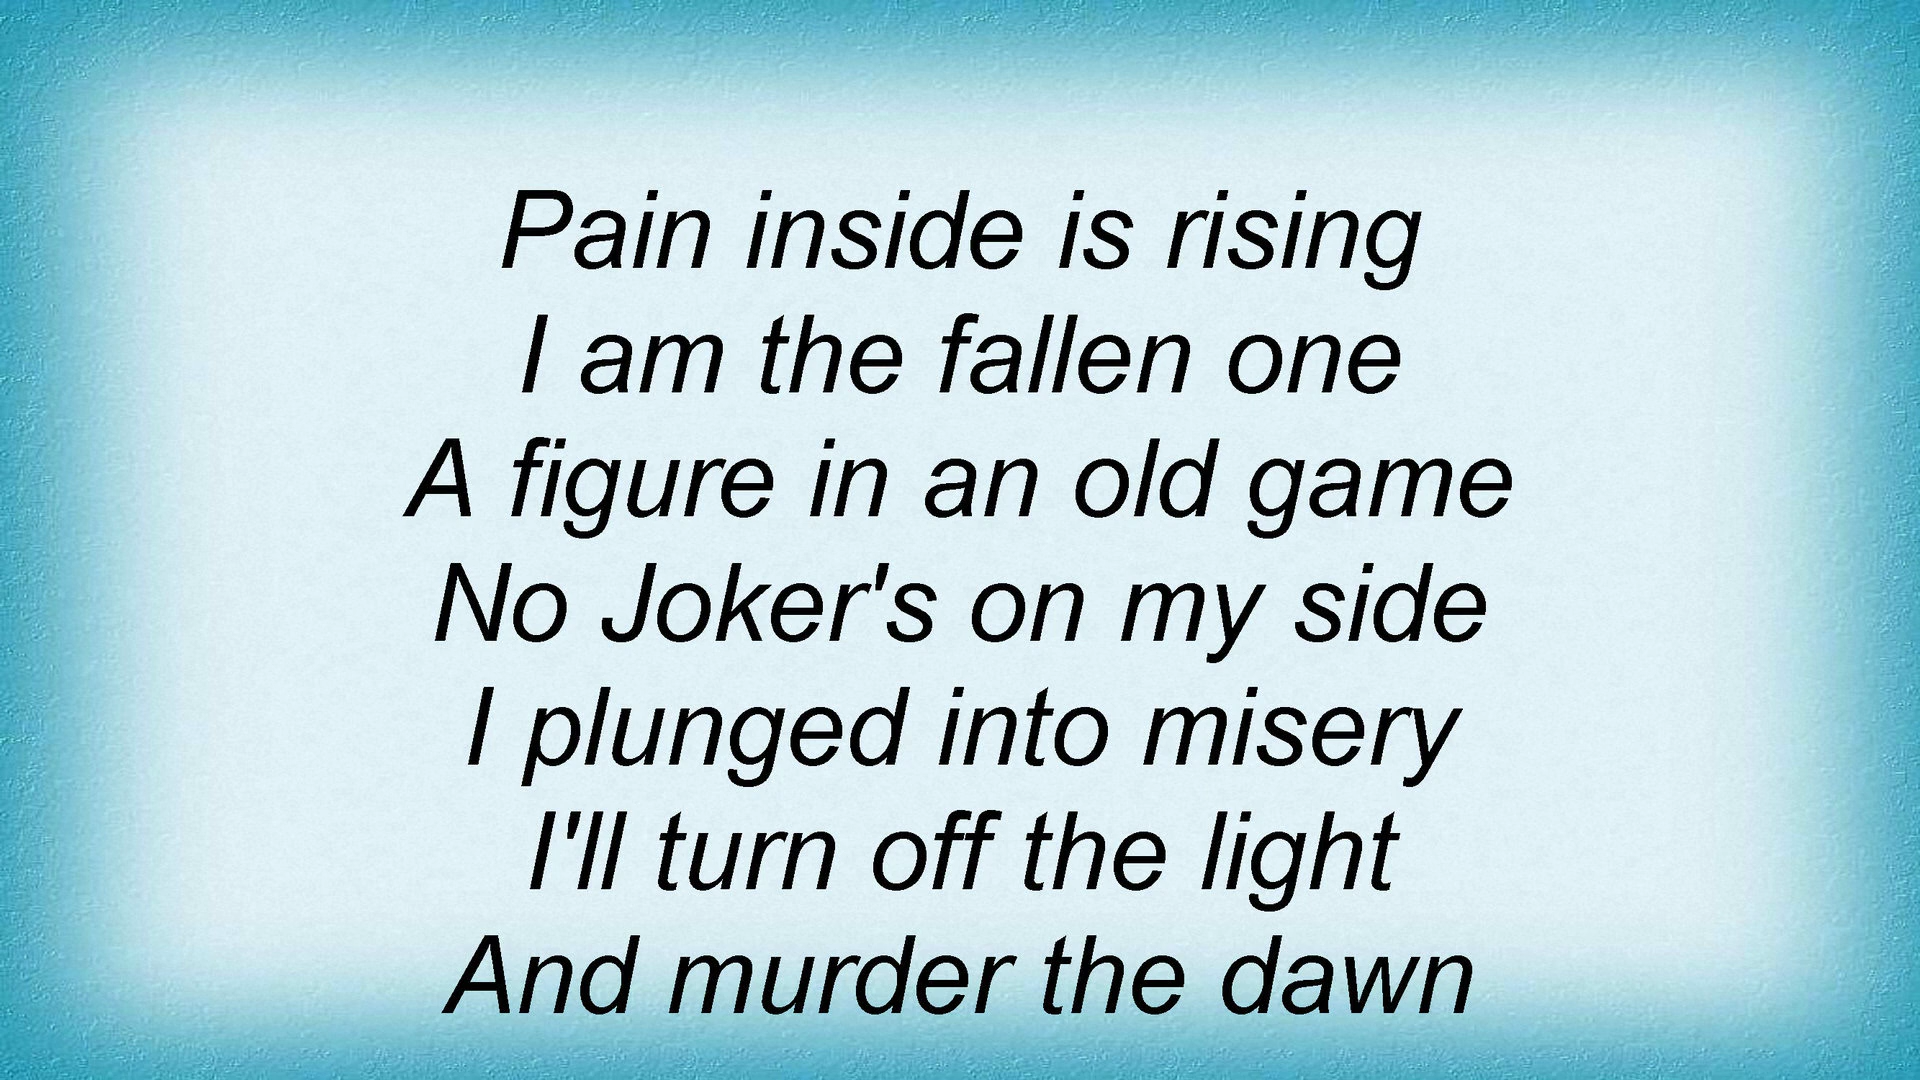 Pain inside is rising
I am the fallen one
A figure in an old game
No Joker's on my side
I plunged into misery
I'll turn off the light
And murder the dawn